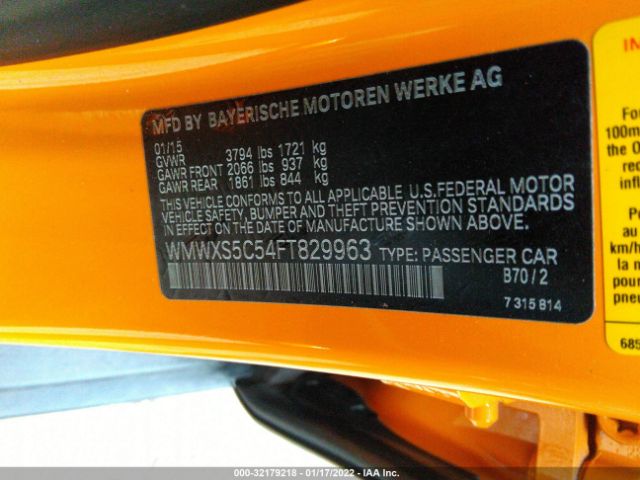 MFD BY BAYERISCHE MOTOREN WERKE AG
01/15
GVWR 3794 lbs 1721 kg
GAWR FRONT 2066 lbs 937 kg
GAWR REAR 1861 lbs 844 kg
THIS VEHICLE CONFORMS TO ALL APPLICABLE U.S.FEDERAL MOTOR
VEHICLE SAFETY, BUMPER AND THEFT PREVENTION STANDARDS
IN EFFECT ON THE DATE OF MANUFACTURE SHOWN ABOVE.
WMWXS5C54FT829963 TYPE: PASSENGER CAR
B70/2
7 315 814
Fo
100m
the O
rec
infl
P
au
km/h
la m
pou
pneu
685
000-32179218 - 01/17/2022 - IAA Inc.